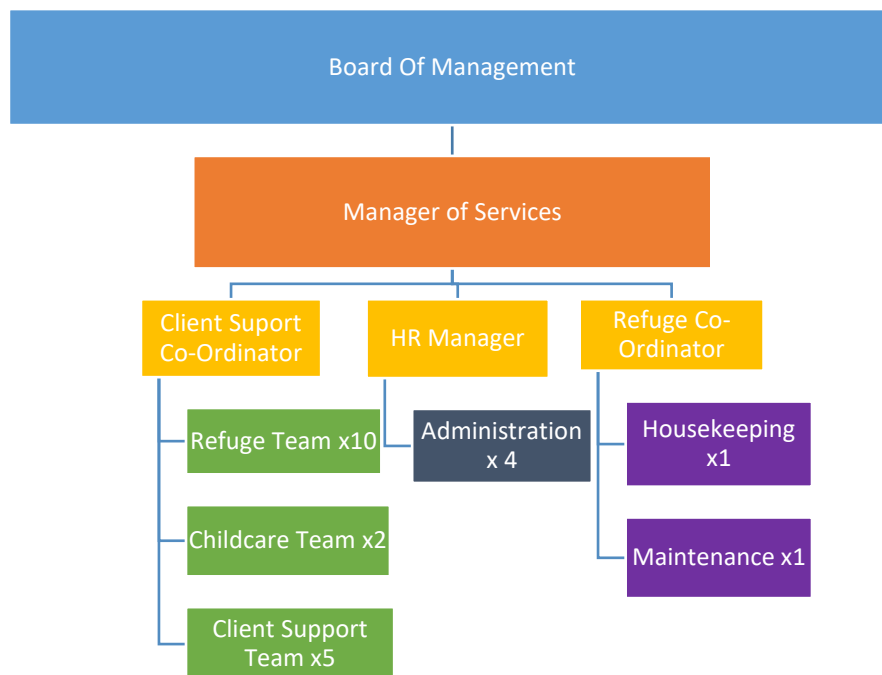 Board Of Management
Manager of Services
Client Suport
Co-Ordinator
HR Manager
Refuge Co-
Ordinator
Refuge Team x10
Administration
x 4
Housekeeping
x1
Childcare Team x2
Maintenance x1
Client Support
Team x5